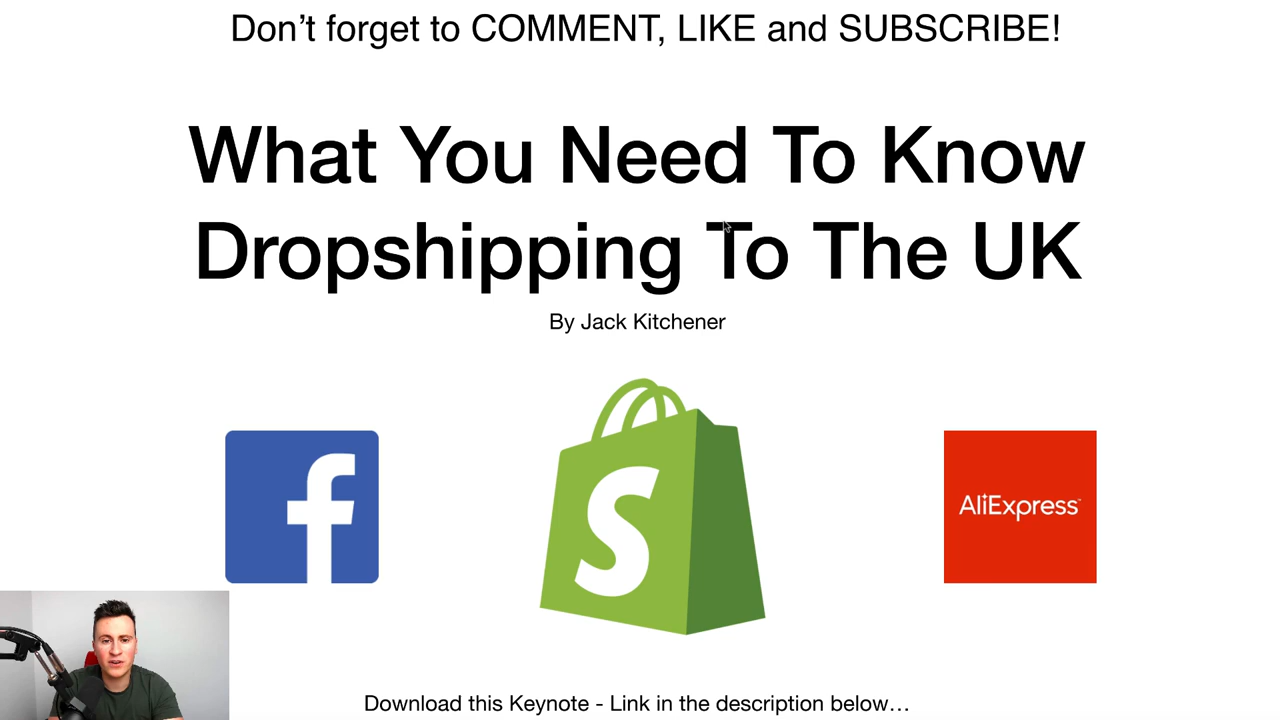 Don’t forget to COMMENT, LIKE and SUBSCRIBE!
What You Need To Know
Dropshipping To The UK
By Jack Kitchener
f
S
AliExpress™
Download this Keynote - Link in the description below…